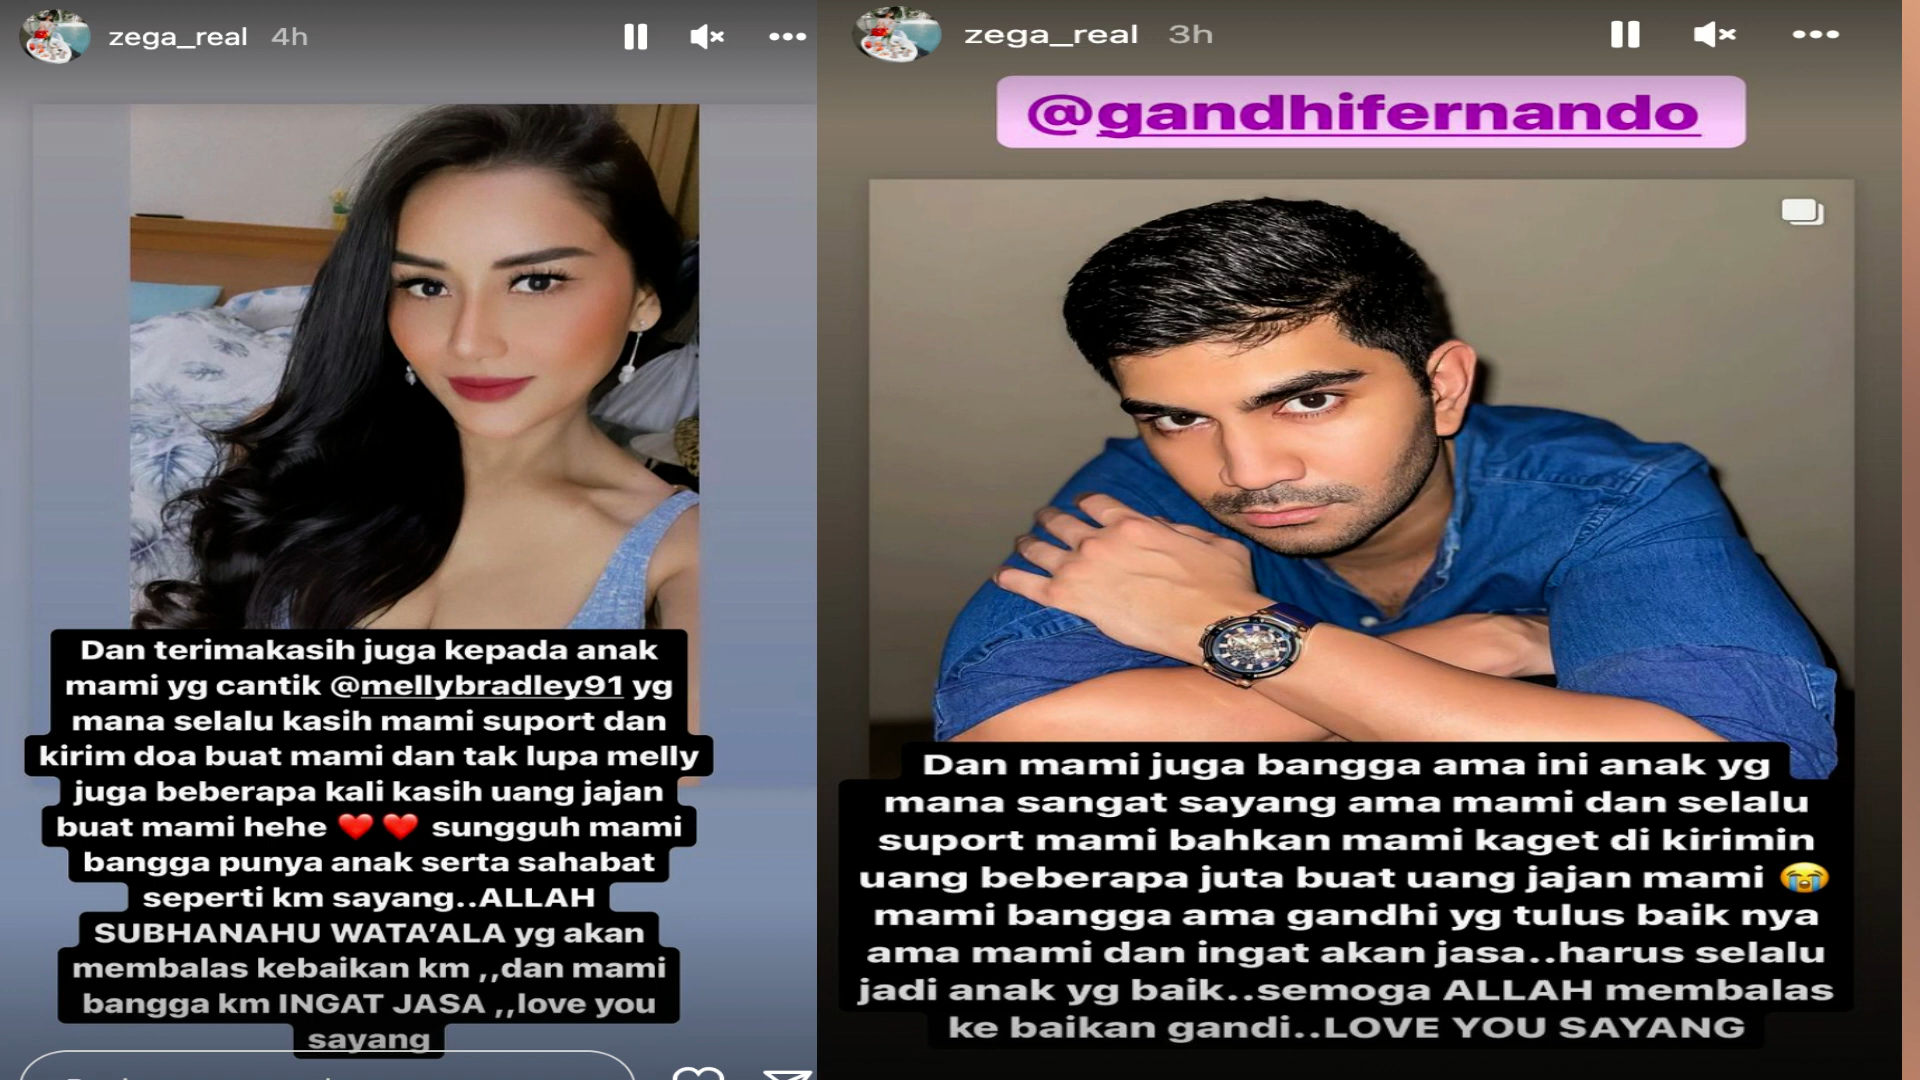 zega_real 4h
Dan terimakasih juga kepada anak
mami yg cantik @mellybradley91 yg
mana selalu kasih mami suport dan
kirim doa buat mami dan tak lupa melly
juga beberapa kali kasih uang jajan
buat mami hehe ❤️❤️ sungguh mami
bangga punya anak serta sahabat
seperti km sayang..ALLAH
SUBHANAHU WATA’ALA yg akan
membalas kebaikan km ,,dan mami
bangga km INGAT JASA ,,love you
sayang
zega_real 3h
@gandhifernando
Dan mami juga bangga ama ini anak yg
mana sangat sayang ama mami dan selalu
suport mami bahkan mami kaget di kirimin
uang beberapa juta buat uang jajan mami 😭
mami bangga ama gandhi yg tulus baik nya
ama mami dan ingat akan jasa..harus selalu
jadi anak yg baik..semoga ALLAH membalas
ke baikan gandi..LOVE YOU SAYANG